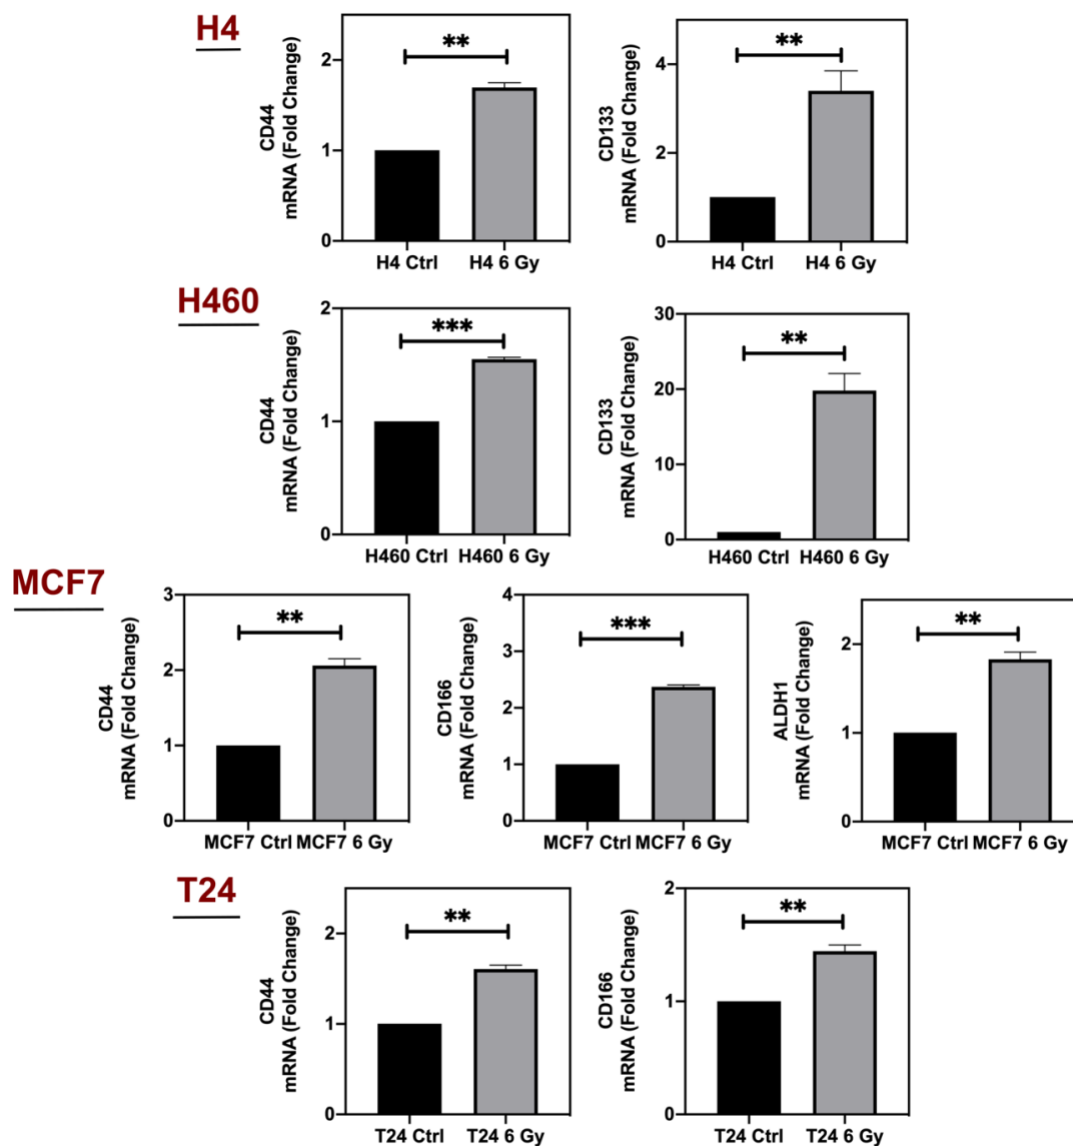 H4
CD44
mRNA (Fold Change)
2
1
0
**
H4 Ctrl
H4 6 Gy
CD133
mRNA (Fold Change)
4
2
0
**
H4 Ctrl
H4 6 Gy
H460
CD44
mRNA (Fold Change)
2
1
0
***
H460 Ctrl
H460 6 Gy
CD133
mRNA (Fold Change)
30
20
10
0
**
H460 Ctrl
H460 6 Gy
MCF7
CD44
mRNA (Fold Change)
3
2
1
0
**
MCF7 Ctrl
MCF7 6 Gy
CD166
mRNA (Fold Change)
4
3
2
1
0
***
MCF7 Ctrl
MCF7 6 Gy
ALDH1
mRNA (Fold Change)
2
1
0
**
MCF7 Ctrl
MCF7 6 Gy
T24
CD44
mRNA (Fold Change)
2
1
0
**
T24 Ctrl
T24 6 Gy
CD166
mRNA (Fold Change)
2
1
0
**
T24 Ctrl
T24 6 Gy